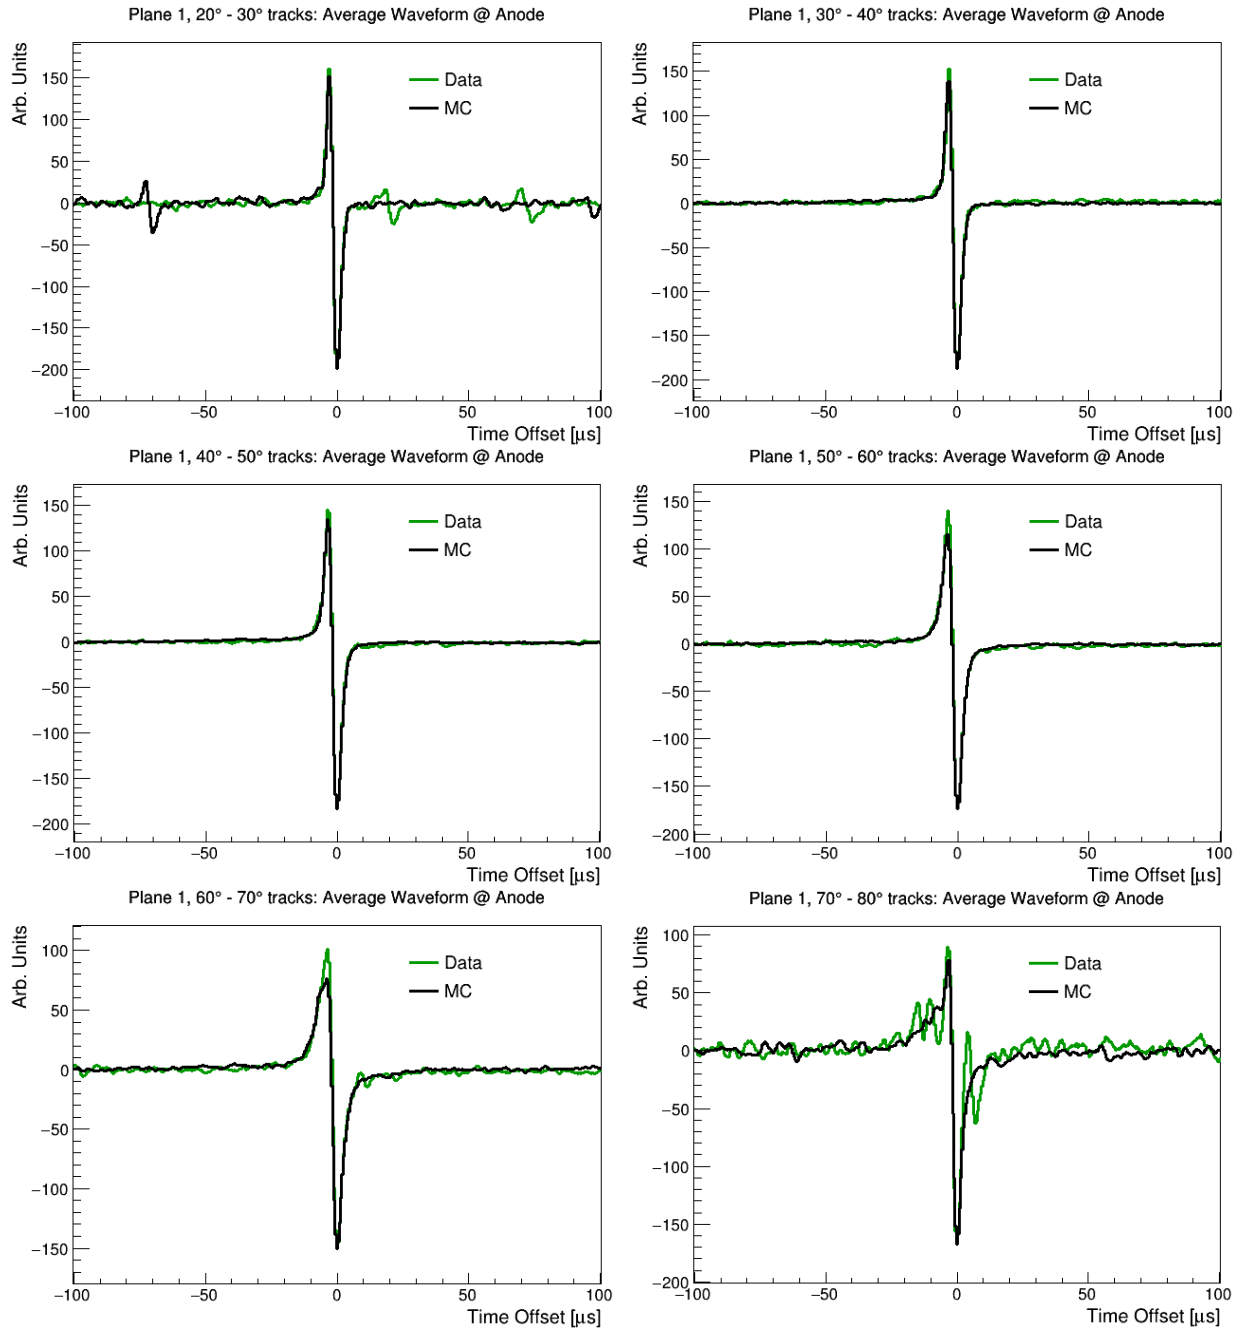 Plane 1, 20° - 30° tracks: Average Waveform @ Anode
Arb. Units
150
100
50
0
−50
−100
−150
−200
Data
MC
−100 −50 0 50 100
Time Offset [μs]
Plane 1, 30° - 40° tracks: Average Waveform @ Anode
Arb. Units
150
100
50
0
−50
−100
−150
−200
Data
MC
−100 −50 0 50 100
Time Offset [μs]
Plane 1, 40° - 50° tracks: Average Waveform @ Anode
Arb. Units
150
100
50
0
−50
−100
−150
−200
Data
MC
−100 −50 0 50 100
Time Offset [μs]
Plane 1, 50° - 60° tracks: Average Waveform @ Anode
Arb. Units
150
100
50
0
−50
−100
−150
−200
Data
MC
−100 −50 0 50 100
Time Offset [μs]
Plane 1, 60° - 70° tracks: Average Waveform @ Anode
Arb. Units
100
50
0
−50
−100
−150
Data
MC
−100 −50 0 50 100
Time Offset [μs]
Plane 1, 70° - 80° tracks: Average Waveform @ Anode
Arb. Units
100
50
0
−50
−100
−150
−200
Data
MC
−100 −50 0 50 100
Time Offset [μs]